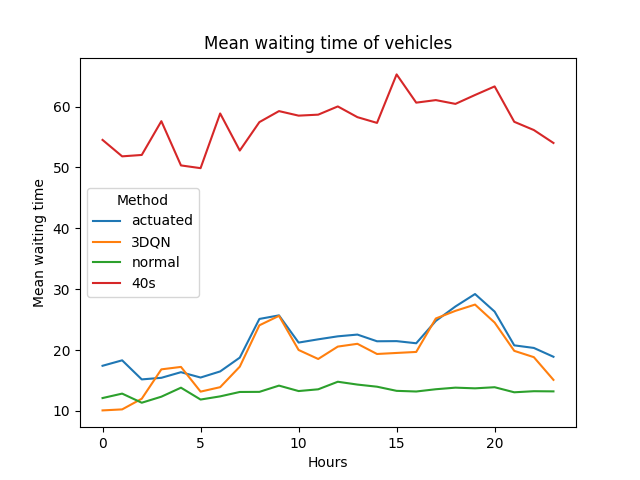 Mean waiting time of vehicles
Mean waiting time
60
50
40
30
20
10
Method
actuated
3DQN
normal
40s
0
5
10
15
20
Hours